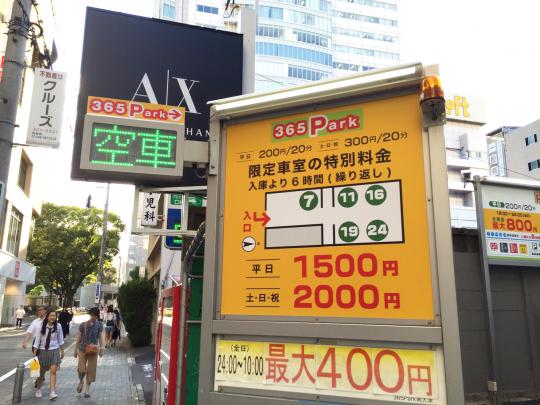 不動産は
クルーズ
A|X
365Park→
空車
児
科
365Park
平日 200円/20分 土・日・祝 300円/20分
限定車室の特別料金
入庫より6時間(繰り返し)
入口
7 11 16
19 24
平日 1500円
土・日・祝 2000円
(全日)
24:00~10:00 最大400円
平日 200円/20分
最大800円